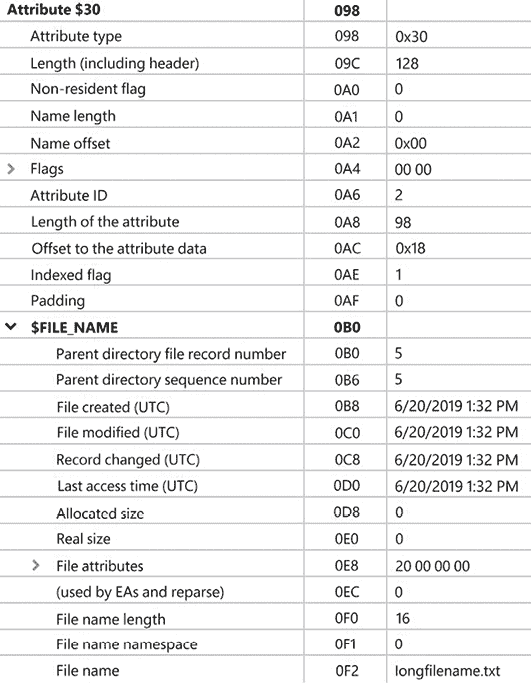 Attribute $30 098
Attribute type 098 0x30
Length (including header) 09C 128
Non-resident flag 0A0 0
Name length 0A1 0
Name offset 0A2 0x00
Flags 0A4 00 00
Attribute ID 0A6 2
Length of the attribute 0A8 98
Offset to the attribute data 0AC 0x18
Indexed flag 0AE 1
Padding 0AF 0
$FILE_NAME 0B0
Parent directory file record number 0B0 5
Parent directory sequence number 0B6 5
File created (UTC) 0B8 6/20/2019 1:32 PM
File modified (UTC) 0C0 6/20/2019 1:32 PM
Record changed (UTC) 0C8 6/20/2019 1:32 PM
Last access time (UTC) 0D0 6/20/2019 1:32 PM
Allocated size 0D8 0
Real size 0E0 0
File attributes 0E8 20 00 00 00
(used by EAs and reparse) 0EC 0
File name length 0F0 16
File name namespace 0F1 0
File name 0F2 longfilename.txt